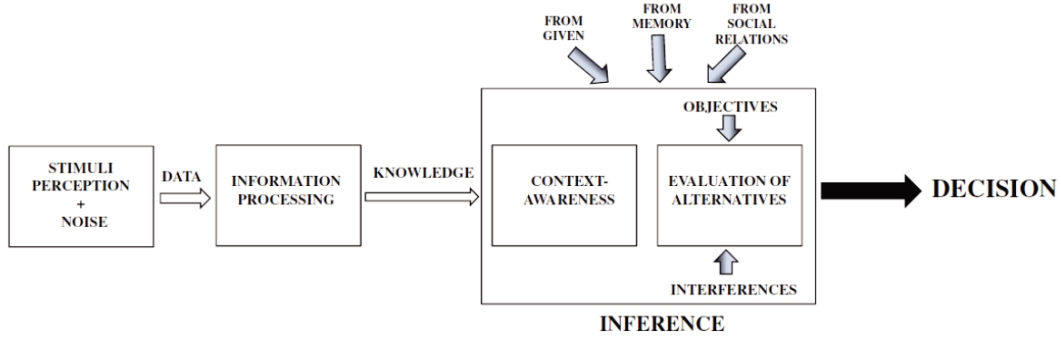 FROM
GIVEN
FROM
MEMORY
FROM
SOCIAL
RELATIONS
STIMULI
PERCEPTION
+
NOISE
DATA
INFORMATION
PROCESSING
KNOWLEDGE
CONTEXT-
AWARENESS
OBJECTIVES
EVALUATION OF
ALTERNATIVES
INTERFERENCES
INFERENCE
DECISION